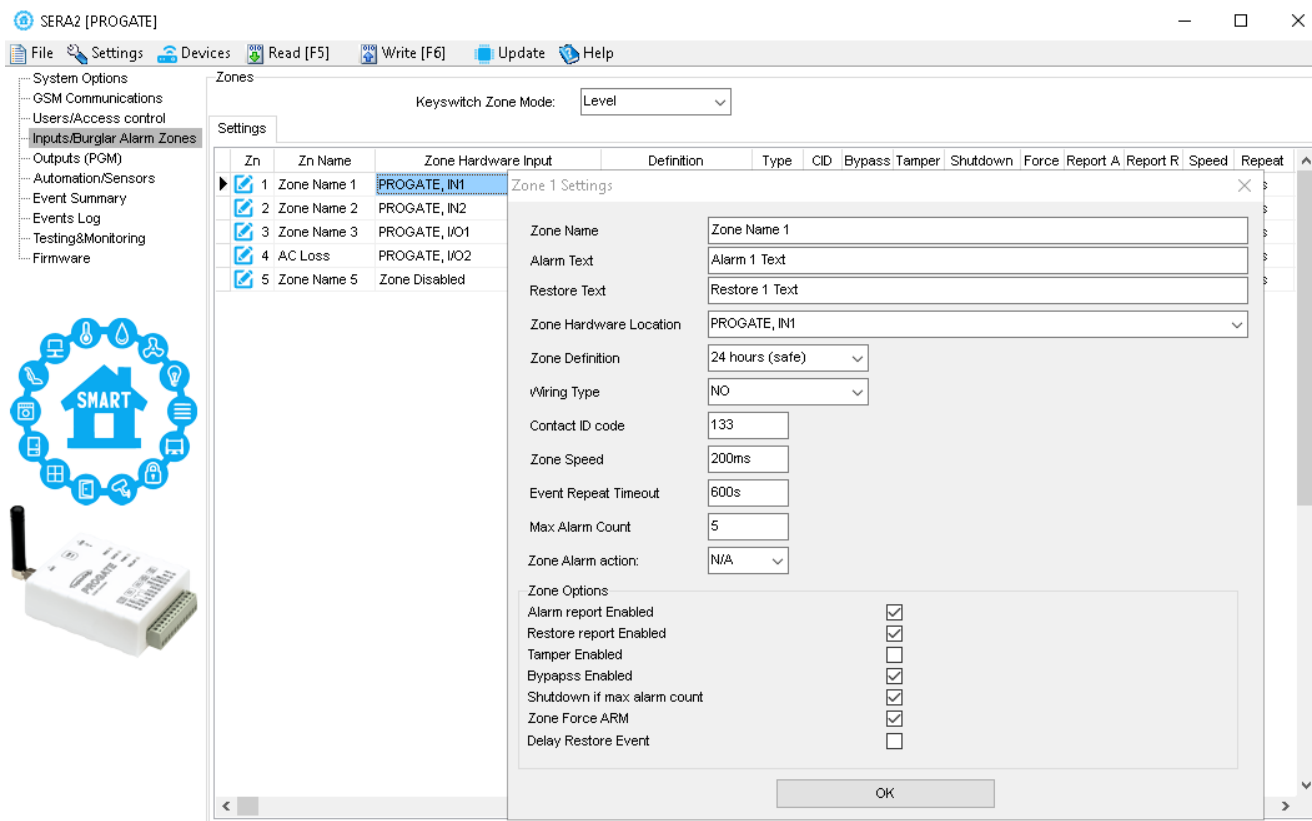 SERA2 [PROGATE]
File Settings Devices Read [F5] Write [F6] Update Help
System Options
GSM Communications
Users/Access control
Inputs/Burglar Alarm Zones
Outputs (PGM)
Automation/Sensors
Event Summary
Events Log
Testing&Monitoring
Firmware
SMART
PROGATE
Zones
Keyswitch Zone Mode: Level
Settings
Zn Zn Name Zone Hardware Input Definition Type CID Bypass Tamper Shutdown Force Report A Report R Speed Repeat
1 Zone Name 1 PROGATE, IN1
2 Zone Name 2 PROGATE, IN2
3 Zone Name 3 PROGATE, I/O1
4 AC Loss PROGATE, I/O2
5 Zone Name 5 Zone Disabled
Zone 1 Settings
Zone Name Zone Name 1
Alarm Text Alarm 1 Text
Restore Text Restore 1 Text
Zone Hardware Location PROGATE, IN1
Zone Definition 24 hours (safe)
Wiring Type NO
Contact ID code 133
Zone Speed 200ms
Event Repeat Timeout 600s
Max Alarm Count 5
Zone Alarm action: N/A
Zone Options
Alarm report Enabled
Restore report Enabled
Tamper Enabled
Bypapss Enabled
Shutdown if max alarm count
Zone Force ARM
Delay Restore Event
OK